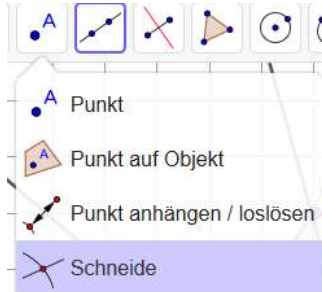 A
A Punkt
A Punkt auf Objekt
Punkt anhängen / loslösen
Schneide